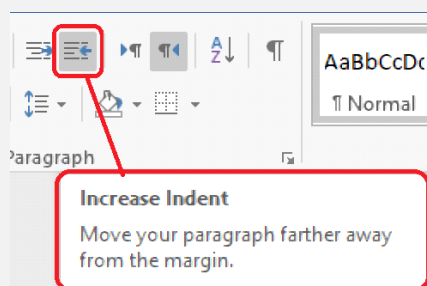 A
Z
¶
AaBbCcDc
¶ Normal
Paragraph
Increase Indent
Move your paragraph farther away
from the margin.